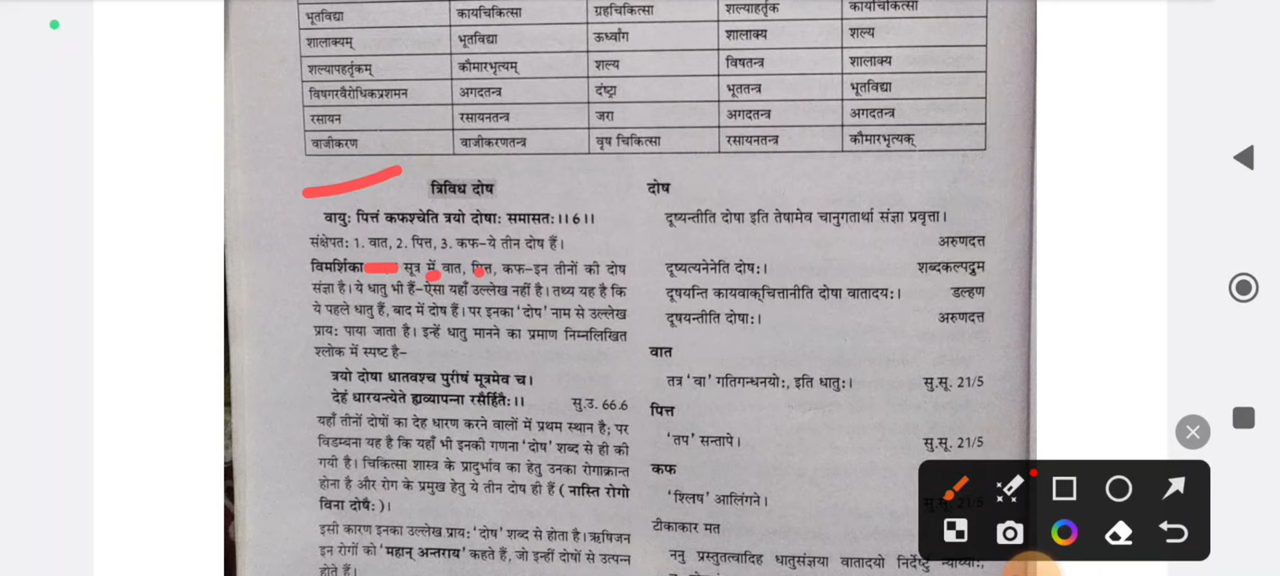 भूतविद्या कायचिकित्सा ग्रहचिकित्सा शल्याहर्तृक कायचिकित्सा
शालाक्यम् भूतविद्या ऊर्ध्वांग शालाक्य शल्य
शल्यापहर्तृकम् कौमारभृत्यम् शल्य विषतन्त्र शालाक्य
विषगरवैरोधिकप्रशमन अगदतन्त्र दंष्ट्रा भूततन्त्र भूतविद्या
रसायन रसायनतन्त्र जरा अगदतन्त्र अगदतन्त्र
वाजीकरण वाजीकरणतन्त्र वृष चिकित्सा रसायनतन्त्र कौमारभृत्यक्
त्रिविध दोष
वायुः पित्तं कफश्चेति त्रयो दोषाः समासतः।।6।।
संक्षेपतः 1. वात, 2. पित्त, 3. कफ–ये तीन दोष हैं।
विमर्शिका सूत्र में वात, पित्त, कफ–इन तीनों की दोष
संज्ञा है। ये धातु भी हैं–ऐसा यहाँ उल्लेख नहीं है। तथ्य यह है कि
ये पहले धातु हैं, बाद में दोष हैं। पर इनका 'दोष' नाम से उल्लेख
प्रायः पाया जाता है। इन्हें धातु मानने का प्रमाण निम्नलिखित
श्लोक में स्पष्ट है–
त्रयो दोषा धातवश्च पुरीषं मूत्रमेव च।
देहं धारयन्त्येते ह्यव्यापन्ना रसैर्हितैः।। सु.उ. 66.6
यहाँ तीनों दोषों का देह धारण करने वालों में प्रथम स्थान है; पर
विडम्बना यह है कि यहाँ भी इनकी गणना 'दोष' शब्द से ही की
गयी है। चिकित्सा शास्त्र के प्रादुर्भाव का हेतु उनका रोगाक्रान्त
होना है और रोग के प्रमुख हेतु ये तीन दोष ही हैं (नास्ति रोगो
विना दोषैः)।
इसी कारण इनका उल्लेख प्रायः 'दोष' शब्द से होता है। ऋषिजन
इन रोगों को 'महान् अन्तराय' कहते हैं, जो इन्हीं दोषों से उत्पन्न
होते हैं।
दोष
दूष्यन्तीति दोषा इति तेषामेव चानुगतार्था संज्ञा प्रवृत्ता।
अरुणदत्त
दूष्यत्यनेनेति दोषः। शब्दकल्पद्रुम
दूषयन्ति कायवाक्चित्तानीति दोषा वातादयः। डल्हण
दूषयन्तीति दोषाः। अरुणदत्त
वात
तत्र 'वा' गतिगन्धनयोः, इति धातुः। सु.सू. 21/5
पित्त
'तप' सन्तापे। सु.सू. 21/5
कफ
'श्लिष' आलिंगने। सु.सू. 21/5
टीकाकार मत
ननु प्रस्तुतत्वादिह धातुसंज्ञया वातादयो निर्देष्टुं न्याय्याः,